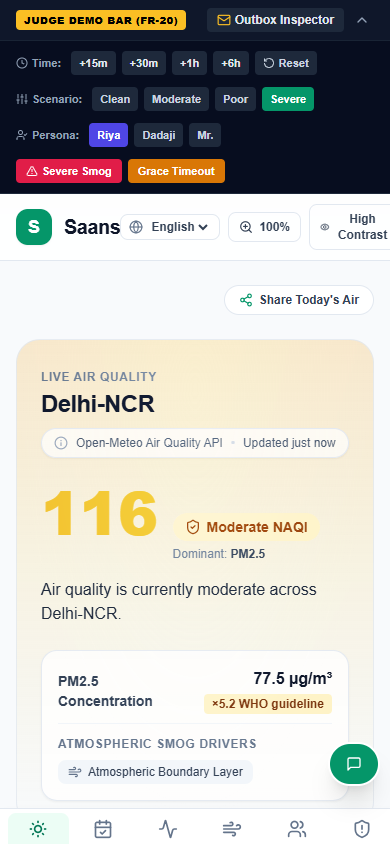 JUDGE DEMO BAR (FR-20)
Outbox Inspector
Time: +15m +30m +1h +6h Reset
Scenario: Clean Moderate Poor Severe
Persona: Riya Dadaji Mr.
Severe Smog Grace Timeout
S Saans English 100% High Contrast
Share Today's Air
LIVE AIR QUALITY
Delhi-NCR
Open-Meteo Air Quality API • Updated just now
116 Moderate NAQI
Dominant: PM2.5
Air quality is currently moderate across
Delhi-NCR.
PM2.5 Concentration
77.5 µg/m³
×5.2 WHO guideline
ATMOSPHERIC SMOG DRIVERS
Atmospheric Boundary Layer